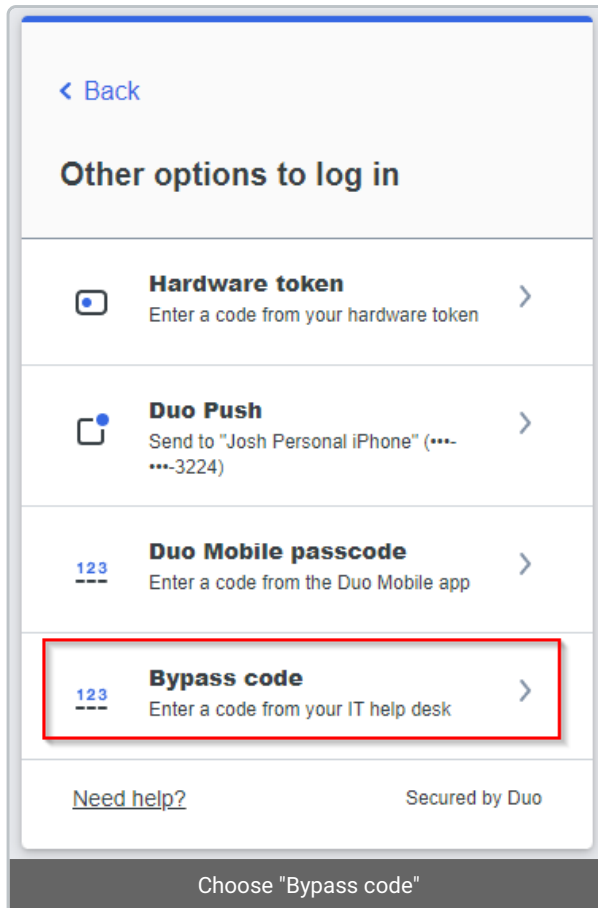 Back
Other options to log in
Hardware token
Enter a code from your hardware token
Duo Push
Send to "Josh Personal iPhone" (•••-
•••-3224)
123
Duo Mobile passcode
Enter a code from the Duo Mobile app
123
Bypass code
Enter a code from your IT help desk
Need help?
Secured by Duo
Choose "Bypass code"